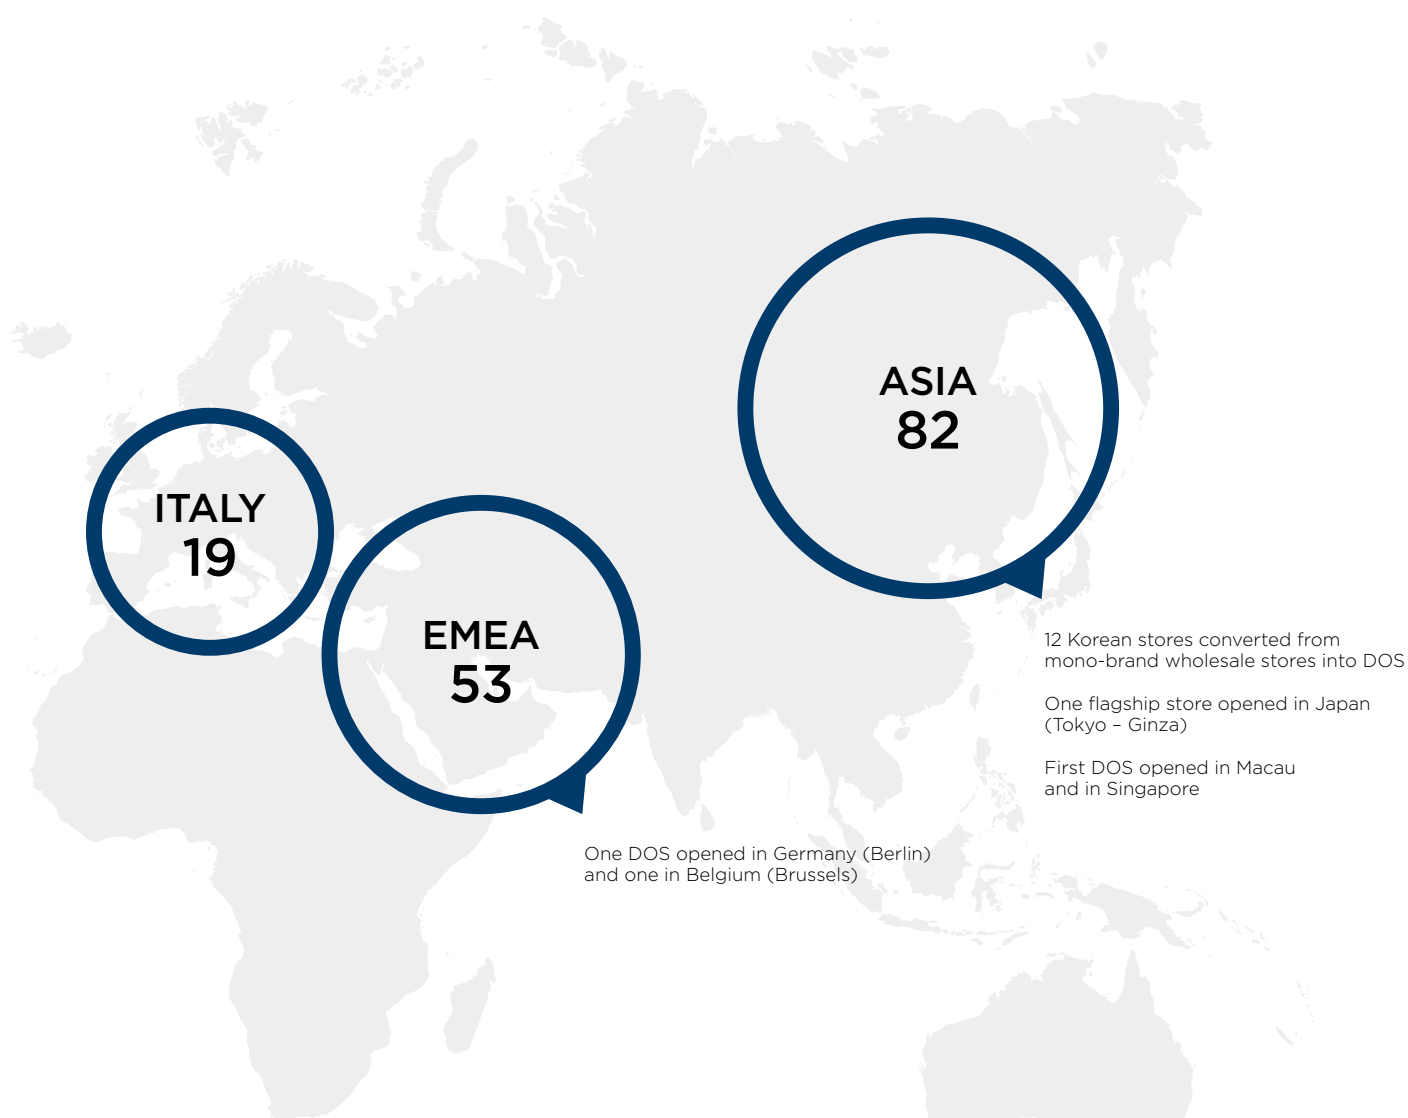 ASIA
82
ITALY
19
EMEA
53
12 Korean stores converted from
mono-brand wholesale stores into DOS
One flagship store opened in Japan
(Tokyo – Ginza)
First DOS opened in Macau
and in Singapore
One DOS opened in Germany (Berlin)
and one in Belgium (Brussels)